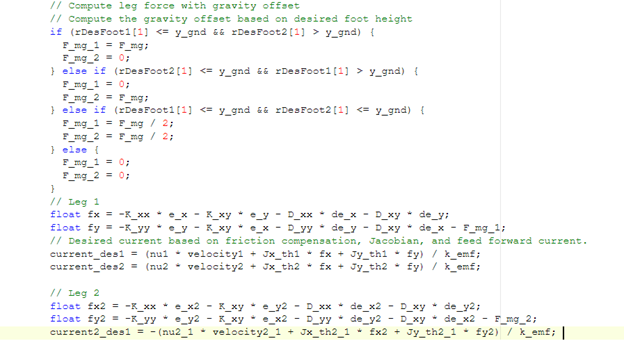 // Compute leg force with gravity offset
// Compute the gravity offset based on desired foot height
if (rDesFoot1[1] <= y_gnd && rDesFoot2[1] > y_gnd) {
F_mg_1 = F_mg;
F_mg_2 = 0;
} else if (rDesFoot2[1] <= y_gnd && rDesFoot1[1] > y_gnd) {
F_mg_1 = 0;
F_mg_2 = F_mg;
} else if (rDesFoot1[1] <= y_gnd && rDesFoot2[1] <= y_gnd) {
F_mg_1 = F_mg / 2;
F_mg_2 = F_mg / 2;
} else {
F_mg_1 = 0;
F_mg_2 = 0;
}
// Leg 1
float fx = -K_xx * e_x - K_xy * e_y - D_xx * de_x - D_xy * de_y;
float fy = -K_yy * e_y - K_xy * e_x - D_yy * de_y - D_xy * de_x - F_mg_1;
// Desired current based on friction compensation, Jacobian, and feed forward current.
current_des1 = (nu1 * velocity1 + Jx_th1 * fx + Jy_th1 * fy) / k_emf;
current_des2 = (nu2 * velocity2 + Jx_th2 * fx + Jy_th2 * fy) / k_emf;
// Leg 2
float fx2 = -K_xx * e_x2 - K_xy * e_y2 - D_xx * de_x2 - D_xy * de_y2;
float fy2 = -K_yy * e_y2 - K_xy * e_x2 - D_yy * de_y2 - D_xy * de_x2 - F_mg_2;
current2_des1 = -(nu2_1 * velocity2_1 + Jx_th2_1 * fx2 + Jy_th2_1 * fy2) / k_emf;